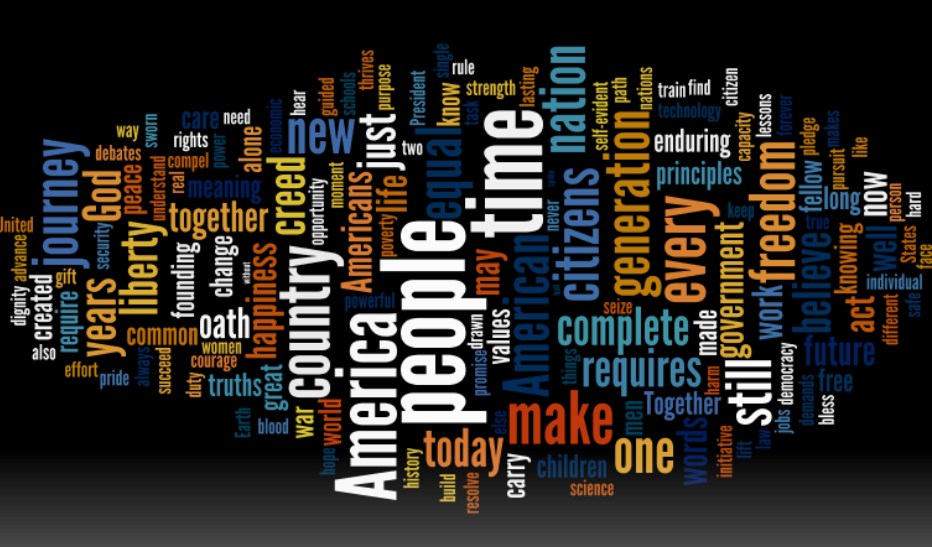 United
advance
dignity
created
also
journey
gift
require
effort
years
God
pride
security
debates
way
sworn
peace
liberty
common
always
succeed
understand
real
compel
rights
care
need
power
meaning
together
founding
change
oath
women
courage
duty
truths
Earth
blood
great
happiness
without
creed
alone
economic
hear
new
opportunity
country
war
world
hope
guided
schools
thrives
purpose
just
moment
Americans
poverty
life
powerful
America
two
President
people
equal
know
single
rule
task
strength
time
lasting
may
drawn
promise
values
else
today
history
build
resolve
carry
make
American
never
nation
citizens
complete
things
requires
children
science
one
men
seize
self-evident
path
nations
generation
train
find
technology
citizen
enduring
principles
every
keep
made
harm
Together
words
initiative
lift
law
government
still
jobs
democracy
demands
bless
free
future
work
freedom
capacity
lessons
forever
pledge
makes
fellow
long
pursuit
like
believe
knowing
act
now
well
person
hard
States
face
individual
different
safe